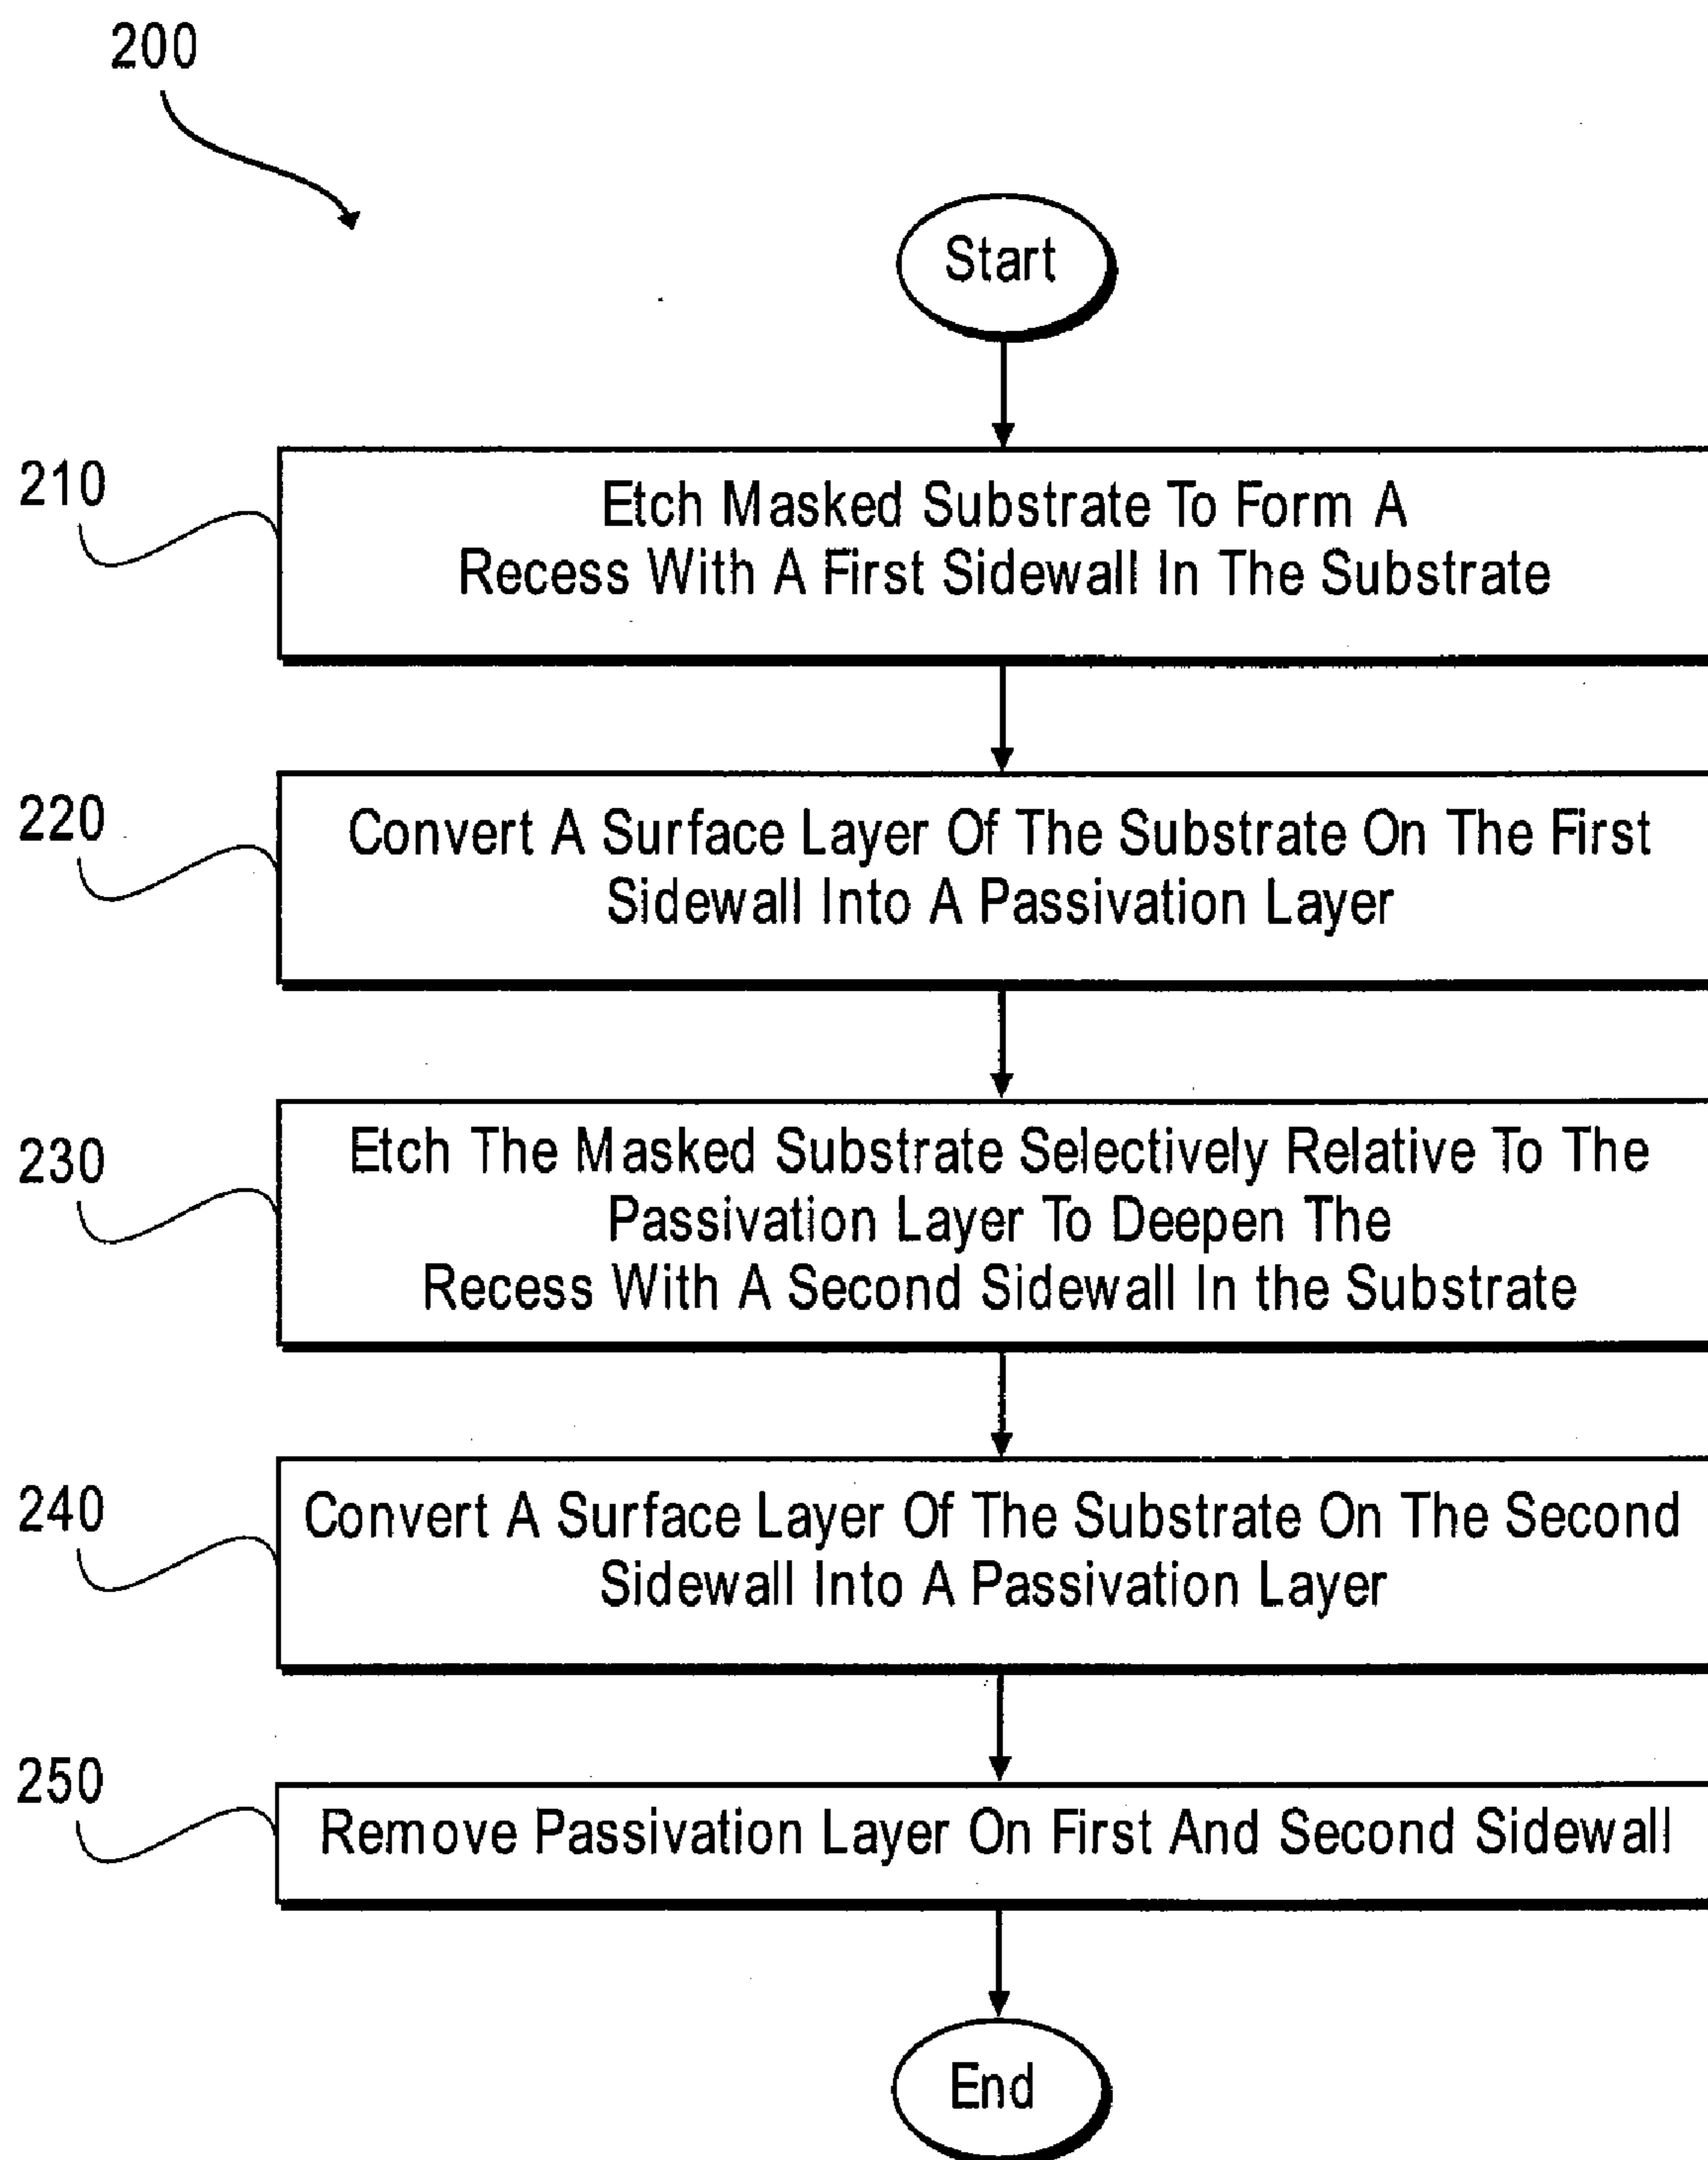 200
Start
210
Etch Masked Substrate To Form A
Recess With A First Sidewall In The Substrate
220
Convert A Surface Layer Of The Substrate On The First
Sidewall Into A Passivation Layer
230
Etch The Masked Substrate Selectively Relative To The
Passivation Layer To Deepen The
Recess With A Second Sidewall In the Substrate
240
Convert A Surface Layer Of The Substrate On The Second
Sidewall Into A Passivation Layer
250
Remove Passivation Layer On First And Second Sidewall
End